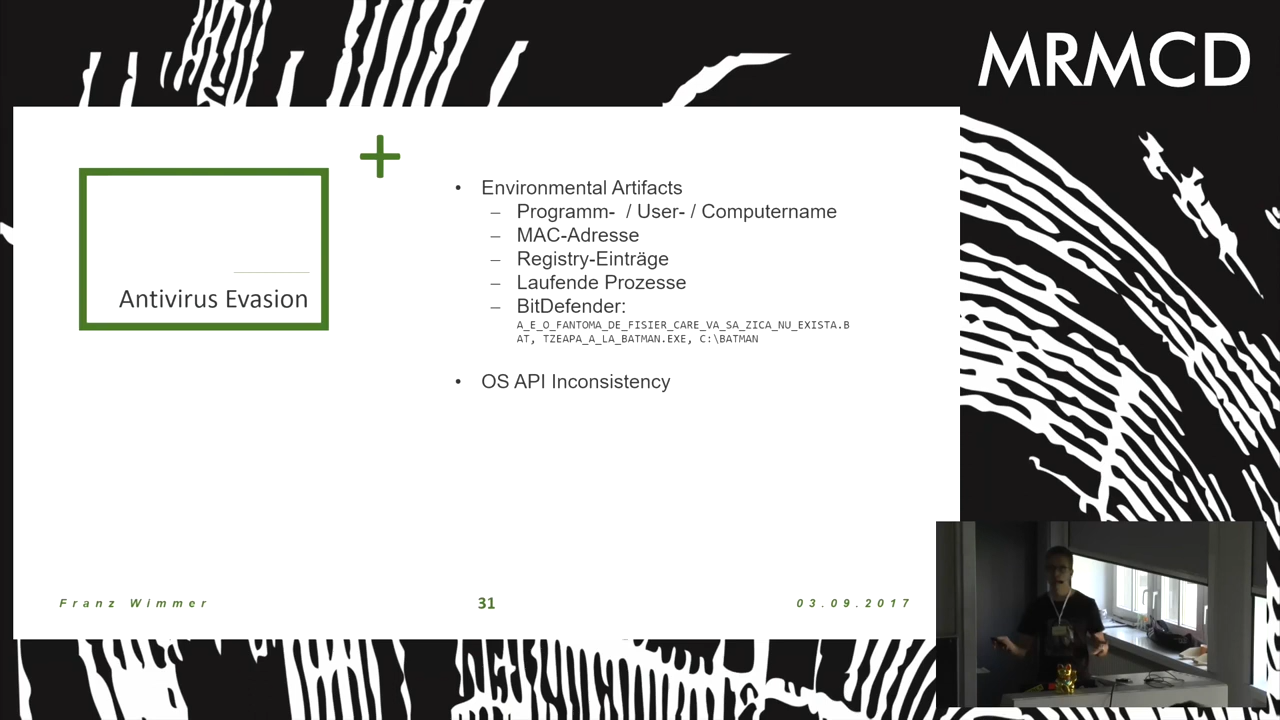 MRMCD
Antivirus Evasion
• Environmental Artifacts
– Programm- / User- / Computername
– MAC-Adresse
– Registry-Einträge
– Laufende Prozesse
– BitDefender:
A_E_O_FANTOMA_DE_FISIER_CARE_VA_SA_ZICA_NU_EXISTA.B
AT, TZEAPA_A_LA_BATMAN.EXE, C:\BATMAN
• OS API Inconsistency
Franz Wimmer
31
03.09.2017